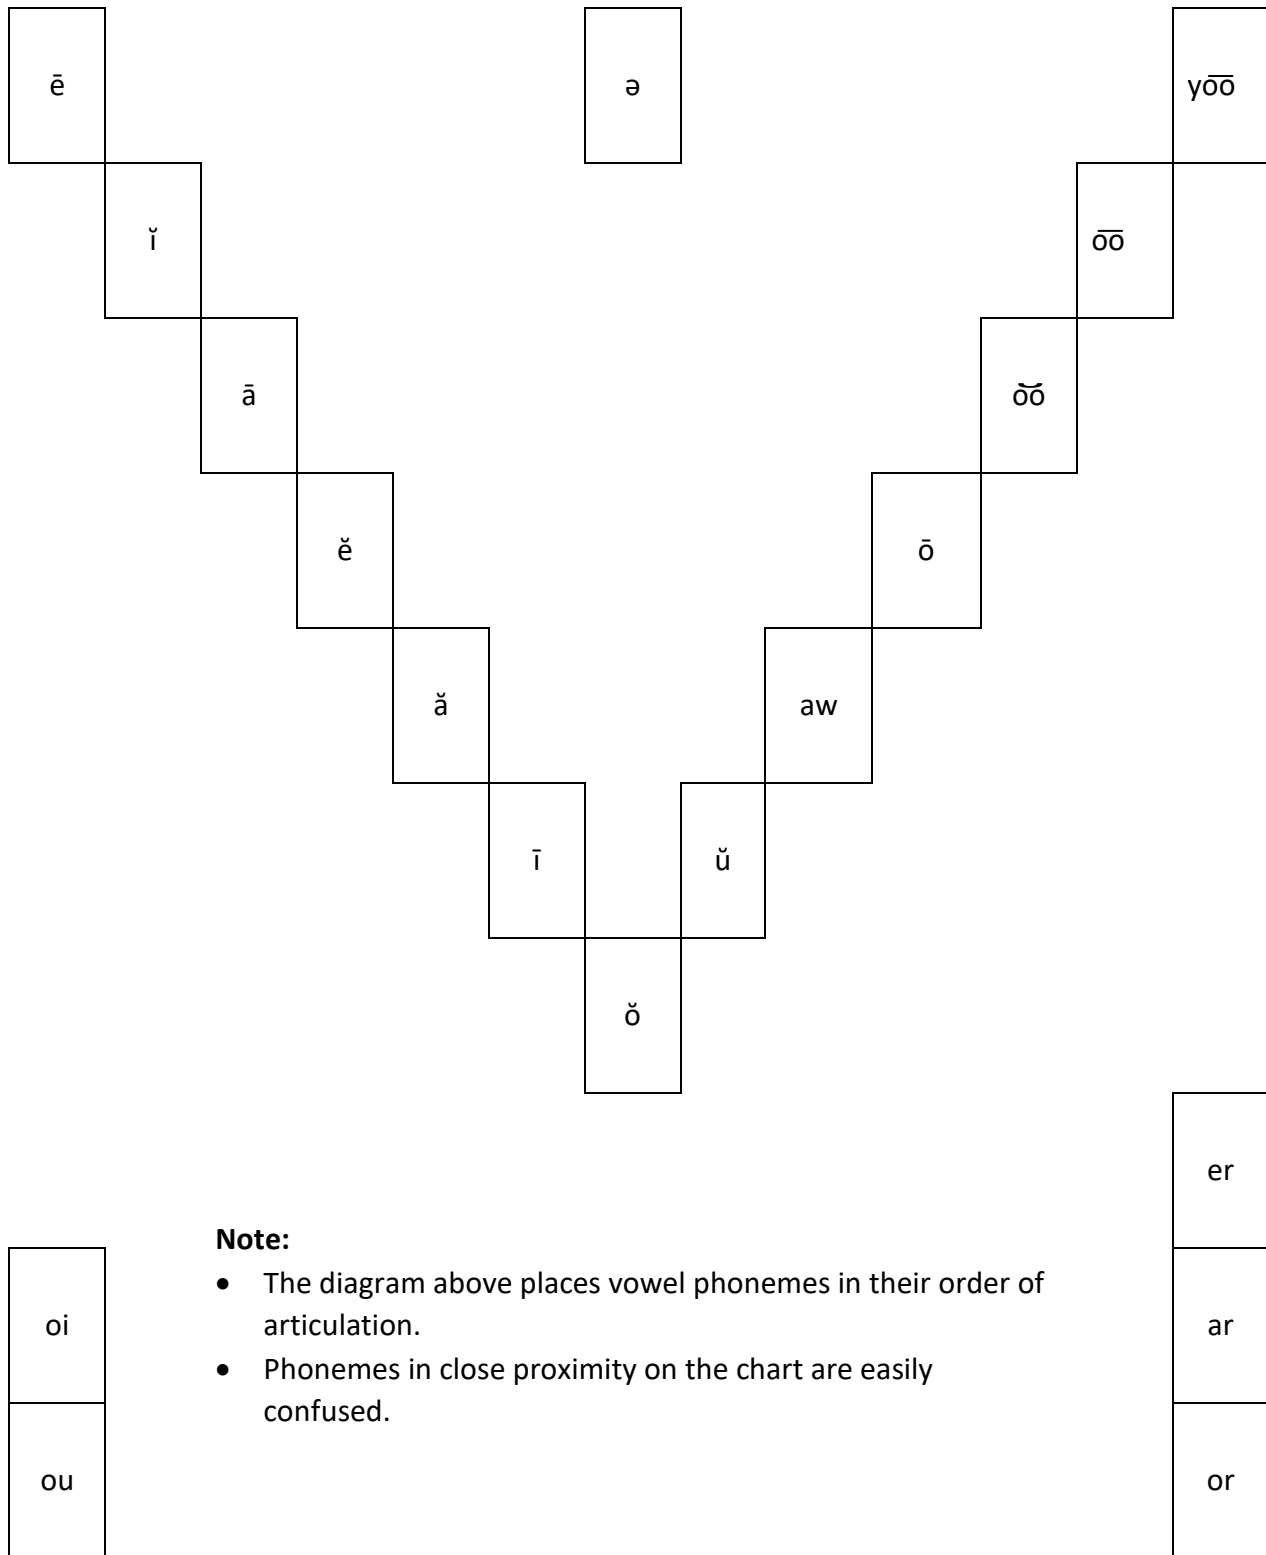 ē ə yo͞o
ĭ o͞o
ā o͝o
ĕ ō
ă aw
ī ŭ
ŏ
er
Note:
• The diagram above places vowel phonemes in their order of
oi articulation. ar
• Phonemes in close proximity on the chart are easily
confused.
ou or